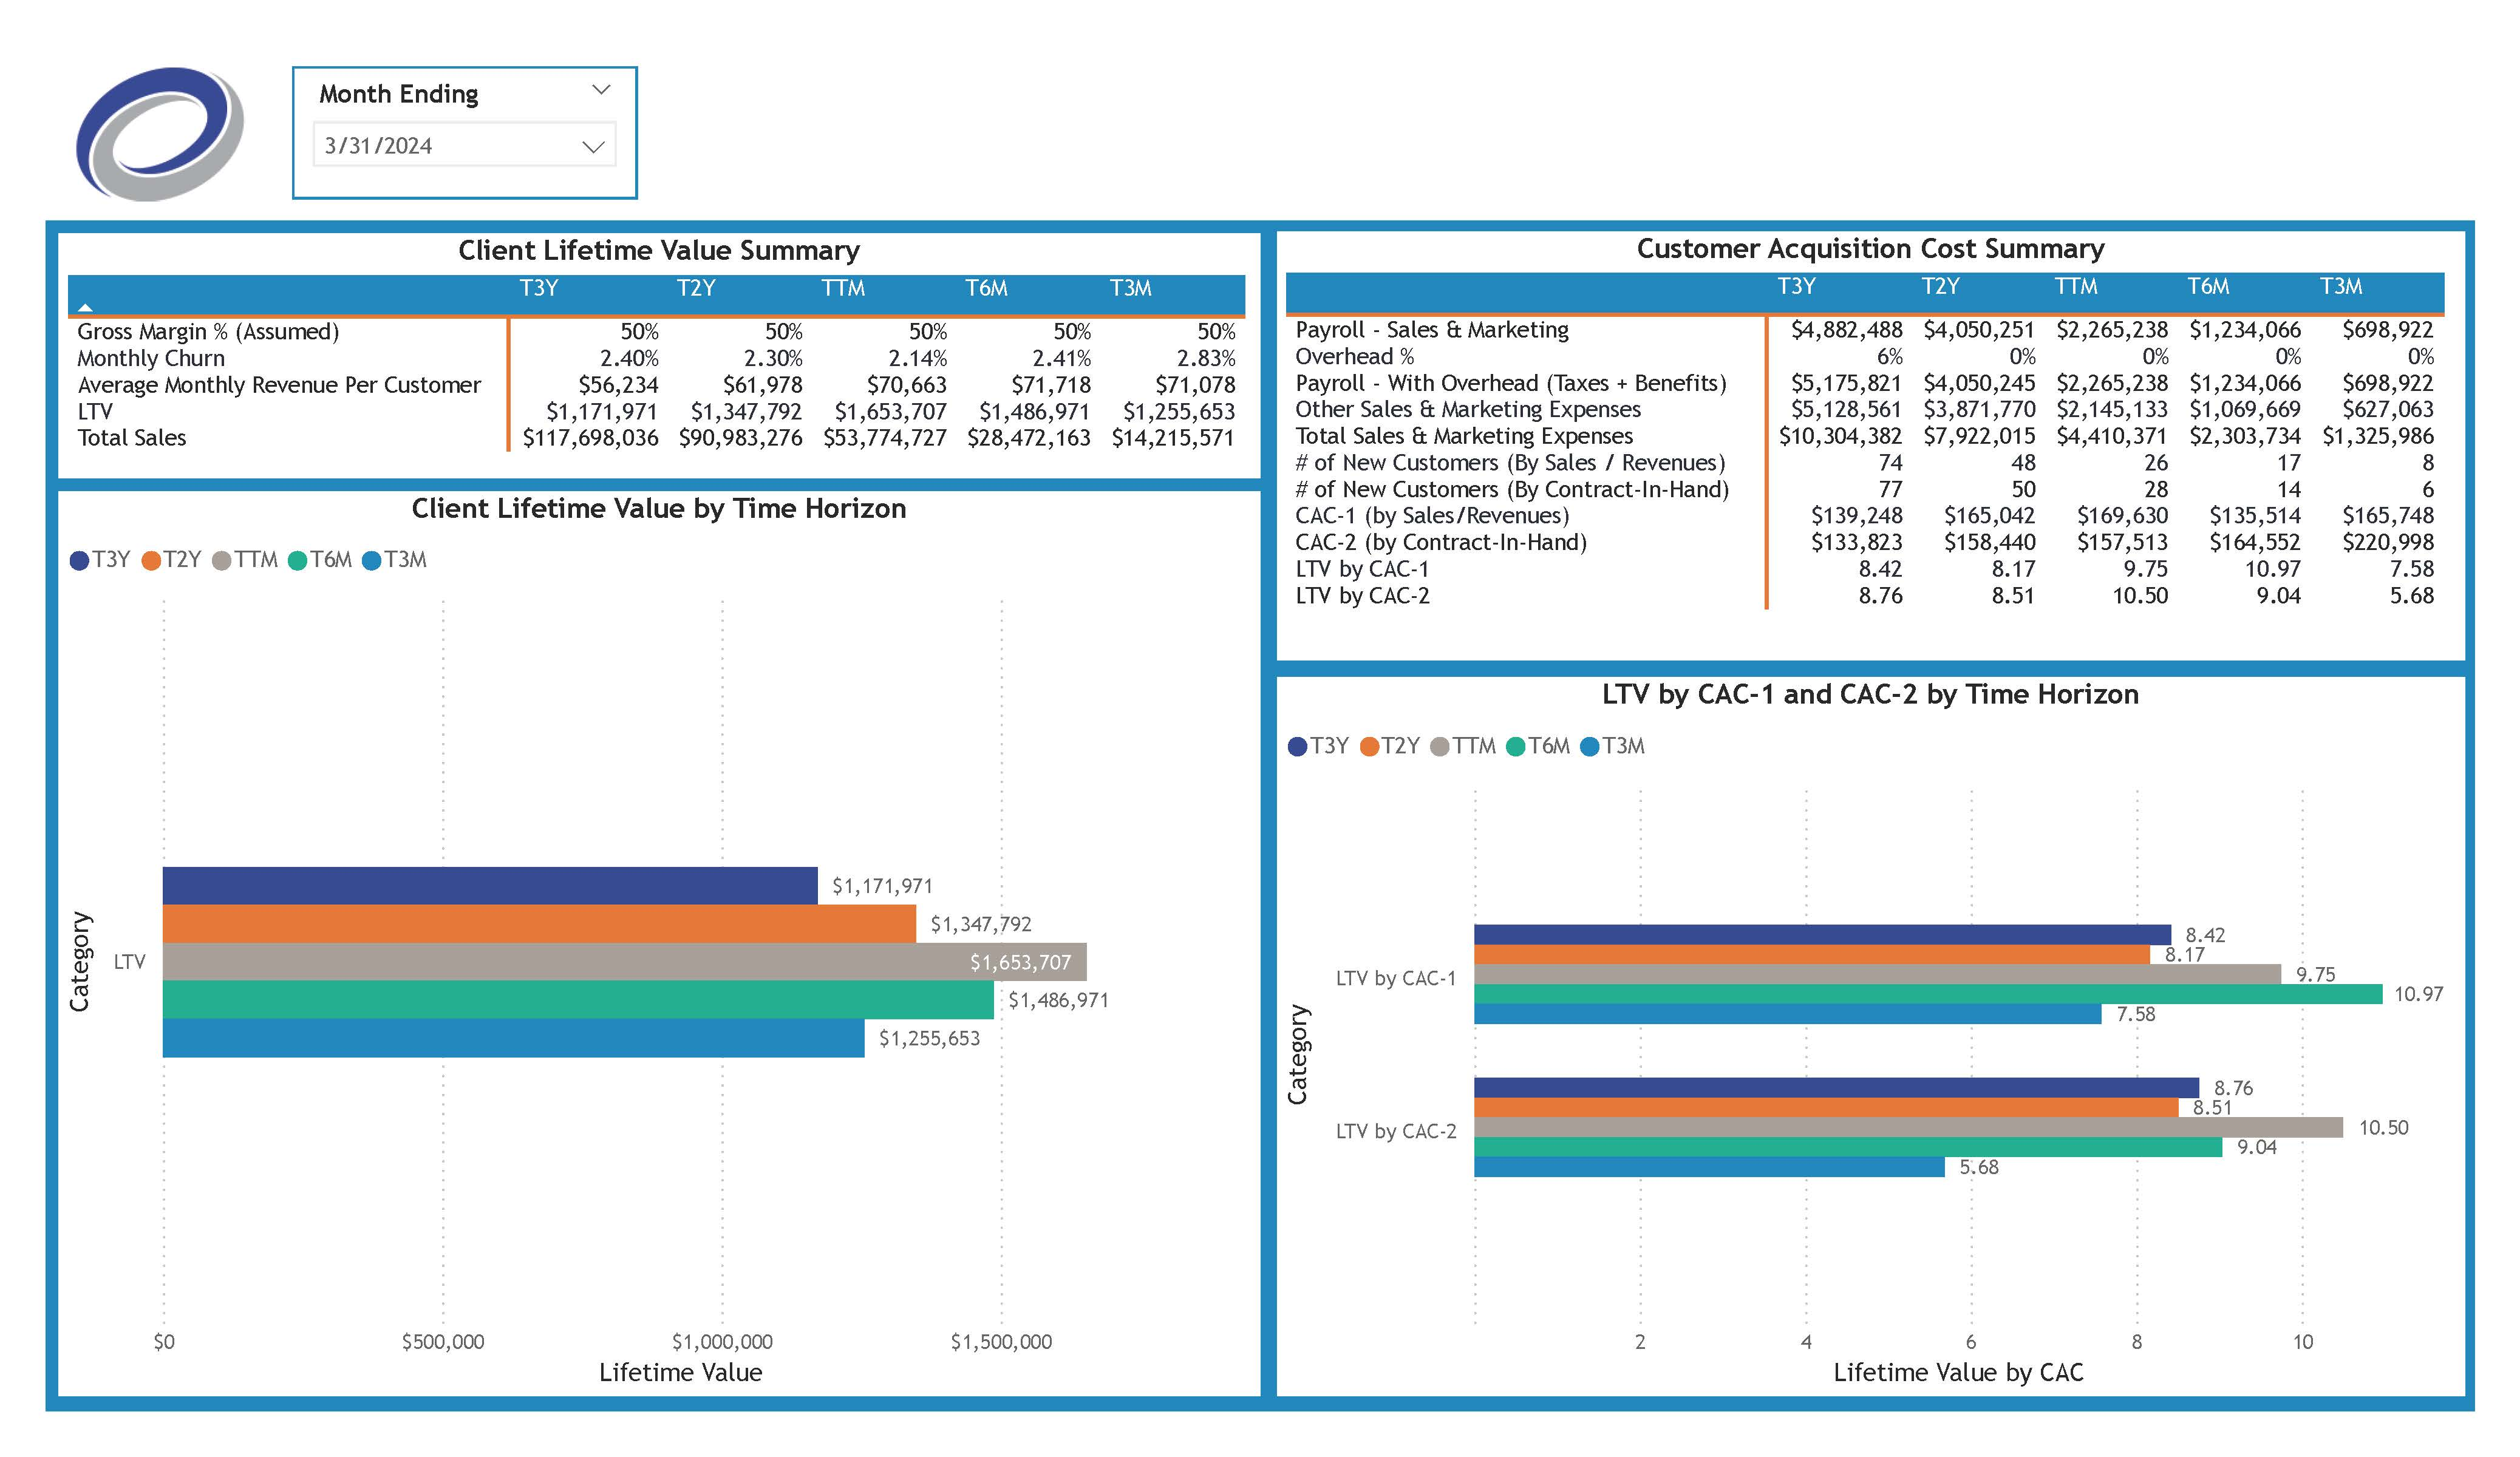 Month Ending
3/31/2024
Client Lifetime Value Summary
T3Y T2Y TTM T6M T3M
Gross Margin % (Assumed) 50% 50% 50% 50% 50%
Monthly Churn 2.40% 2.30% 2.14% 2.41% 2.83%
Average Monthly Revenue Per Customer $56,234 $61,978 $70,663 $71,718 $71,078
LTV $1,171,971 $1,347,792 $1,653,707 $1,486,971 $1,255,653
Total Sales $117,698,036 $90,983,276 $53,774,727 $28,472,163 $14,215,571
Client Lifetime Value by Time Horizon
T3Y T2Y TTM T6M T3M
Category
LTV
$1,171,971
$1,347,792
$1,653,707
$1,486,971
$1,255,653
$0 $500,000 $1,000,000 $1,500,000
Lifetime Value
Customer Acquisition Cost Summary
T3Y T2Y TTM T6M T3M
Payroll - Sales & Marketing $4,882,488 $4,050,251 $2,265,238 $1,234,066 $698,922
Overhead % 6% 0% 0% 0% 0%
Payroll - With Overhead (Taxes + Benefits) $5,175,821 $4,050,245 $2,265,238 $1,234,066 $698,922
Other Sales & Marketing Expenses $5,128,561 $3,871,770 $2,145,133 $1,069,669 $627,063
Total Sales & Marketing Expenses $10,304,382 $7,922,015 $4,410,371 $2,303,734 $1,325,986
# of New Customers (By Sales / Revenues) 74 48 26 17 8
# of New Customers (By Contract-In-Hand) 77 50 28 14 6
CAC-1 (by Sales/Revenues) $139,248 $165,042 $169,630 $135,514 $165,748
CAC-2 (by Contract-In-Hand) $133,823 $158,440 $157,513 $164,552 $220,998
LTV by CAC-1 8.42 8.17 9.75 10.97 7.58
LTV by CAC-2 8.76 8.51 10.50 9.04 5.68
LTV by CAC-1 and CAC-2 by Time Horizon
T3Y T2Y TTM T6M T3M
Category
LTV by CAC-1
8.42
8.17
9.75
10.97
7.58
LTV by CAC-2
8.76
8.51
10.50
9.04
5.68
2 4 6 8 10
Lifetime Value by CAC